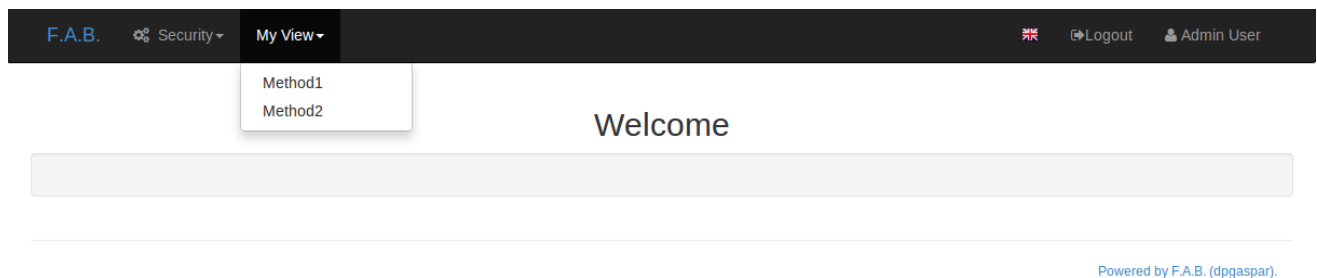 F.A.B. Security My View Logout Admin User
Method1
Method2
Welcome
Powered by F.A.B. (dpgaspar).